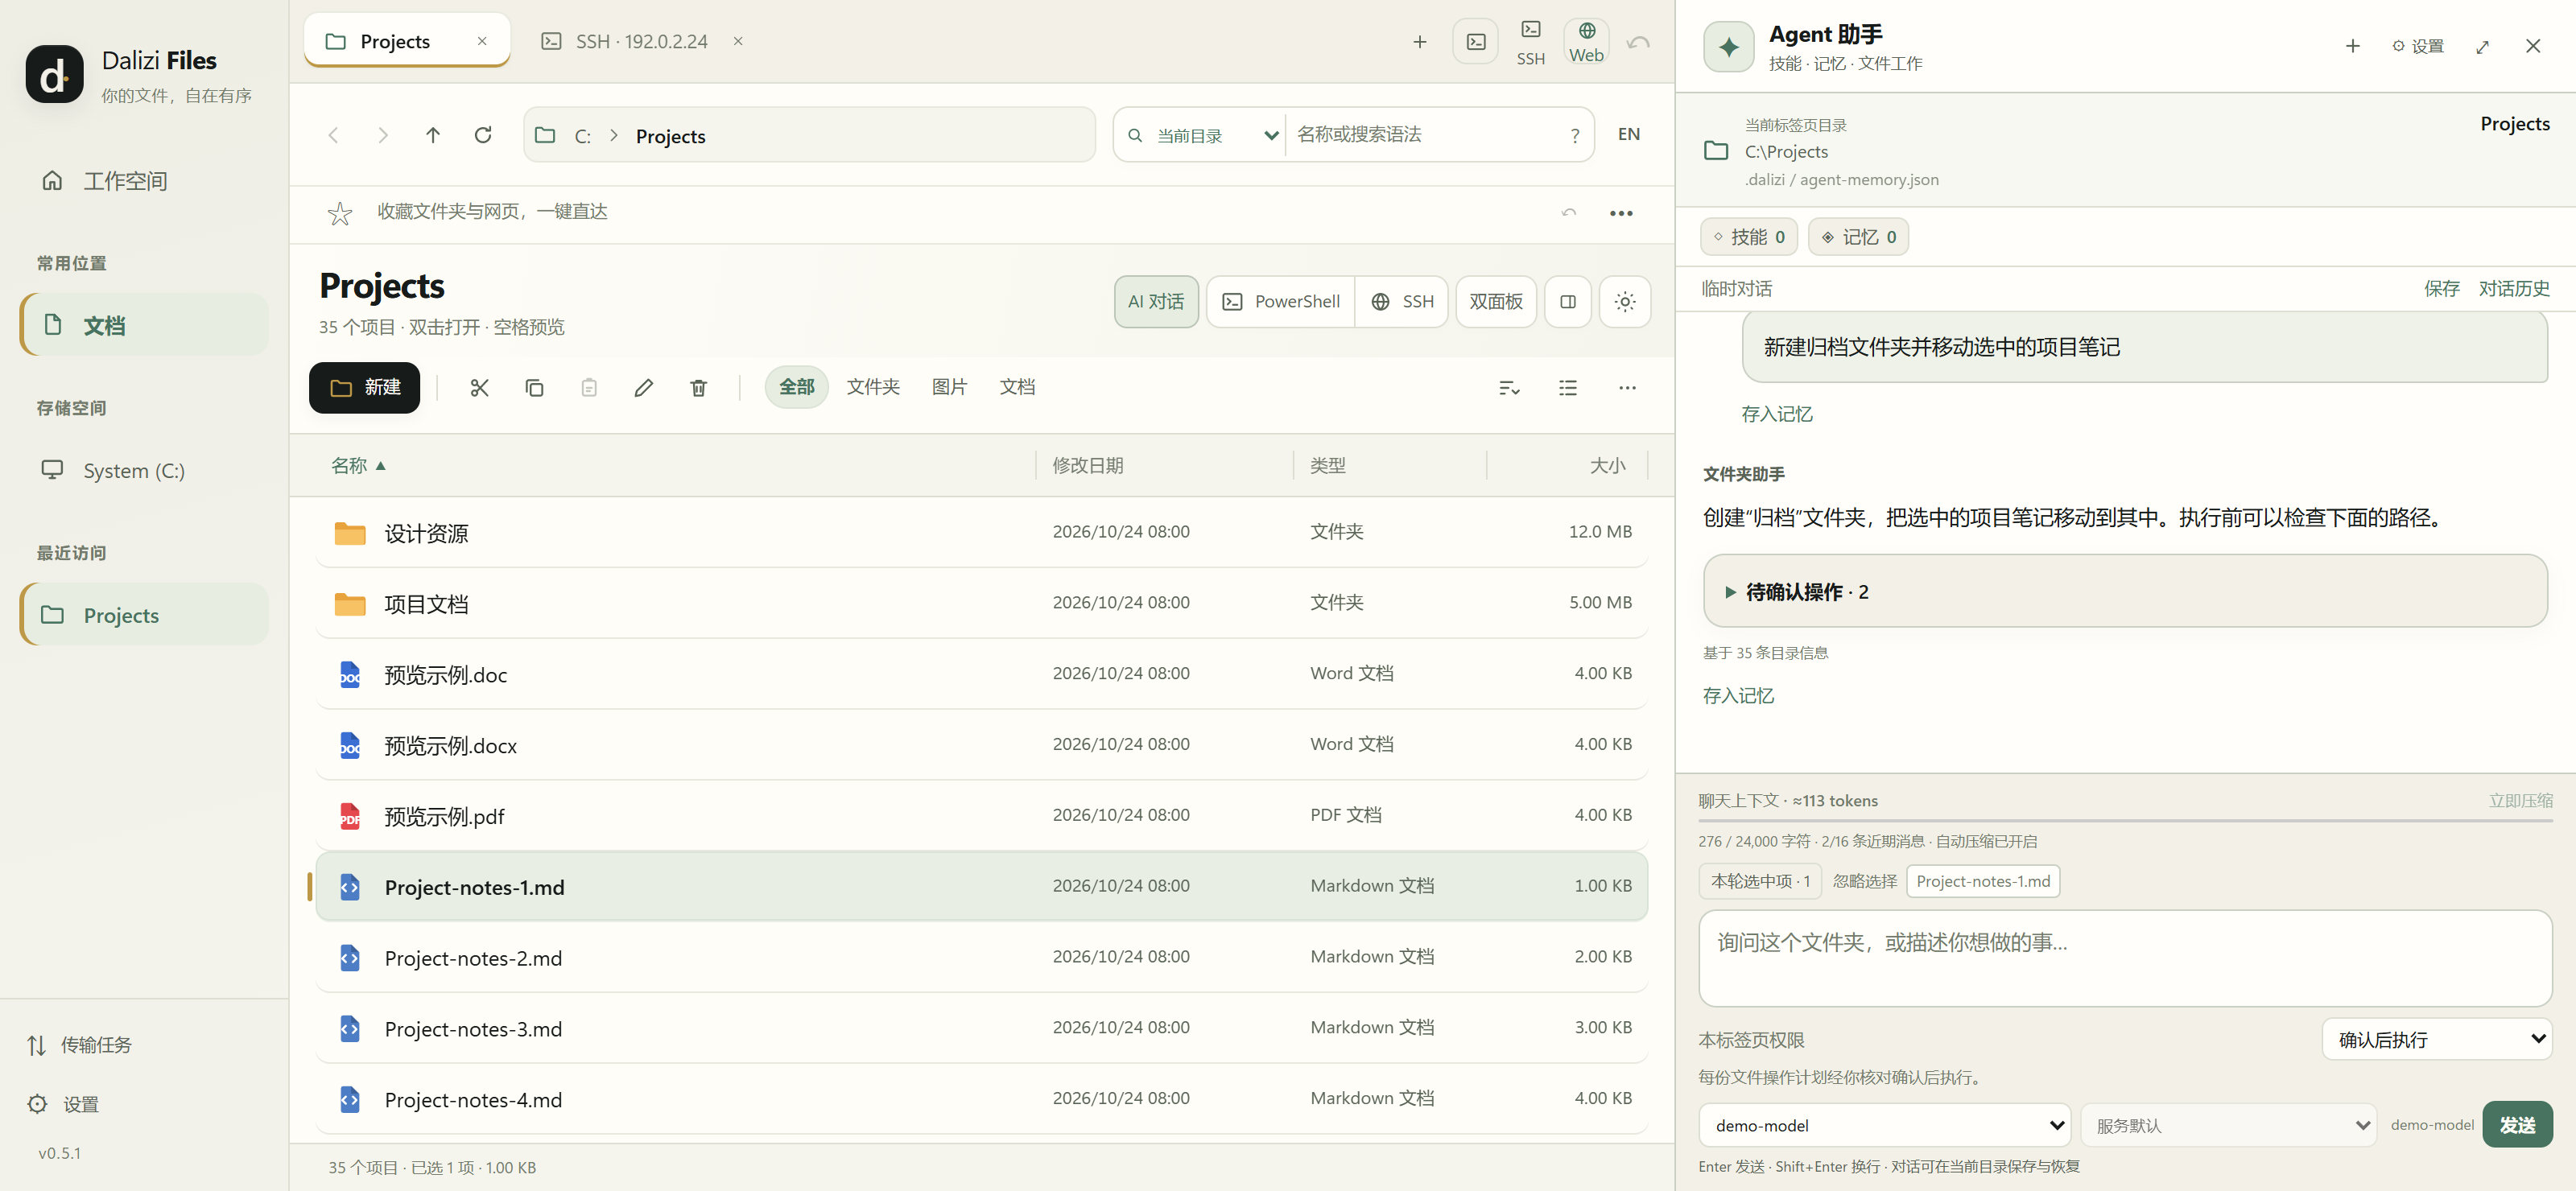 Dalizi Files
你的文件，自在有序
工作空间
常用位置
文档
存储空间
System (C:)
最近访问
Projects
传输任务
设置
v0.5.1
Projects
SSH · 192.0.2.24
SSH
Web
C: Projects
当前目录
名称或搜索语法 ?
EN
收藏文件夹与网页，一键直达
Projects
35 个项目 · 双击打开 · 空格预览
AI 对话
PowerShell
SSH
双面板
新建
全部 文件夹 图片 文档
名称 ▲ 修改日期 类型 大小
设计资源 2026/10/24 08:00 文件夹 12.0 MB
项目文档 2026/10/24 08:00 文件夹 5.00 MB
DOC 预览示例.doc 2026/10/24 08:00 Word 文档 4.00 KB
DOC 预览示例.docx 2026/10/24 08:00 Word 文档 4.00 KB
PDF 预览示例.pdf 2026/10/24 08:00 PDF 文档 4.00 KB
Project-notes-1.md 2026/10/24 08:00 Markdown 文档 1.00 KB
Project-notes-2.md 2026/10/24 08:00 Markdown 文档 2.00 KB
Project-notes-3.md 2026/10/24 08:00 Markdown 文档 3.00 KB
Project-notes-4.md 2026/10/24 08:00 Markdown 文档 4.00 KB
35 个项目 · 已选 1 项 · 1.00 KB
Agent 助手
技能 · 记忆 · 文件工作
设置
当前标签页目录
Projects
C:\Projects
.dalizi / agent-memory.json
技能 0
记忆 0
临时对话
保存 对话历史
新建归档文件夹并移动选中的项目笔记
存入记忆
文件夹助手
创建“归档”文件夹，把选中的项目笔记移动到其中。执行前可以检查下面的路径。
待确认操作 · 2
基于 35 条目录信息
存入记忆
聊天上下文 · ≈113 tokens
立即压缩
276 / 24,000 字符 · 2/16 条近期消息 · 自动压缩已开启
本轮选中项 · 1 忽略选择 Project-notes-1.md
询问这个文件夹，或描述你想做的事...
本标签页权限
确认后执行
每份文件操作计划经你核对确认后执行。
demo-model 服务默认 demo-model 发送
Enter 发送 · Shift+Enter 换行 · 对话可在当前目录保存与恢复